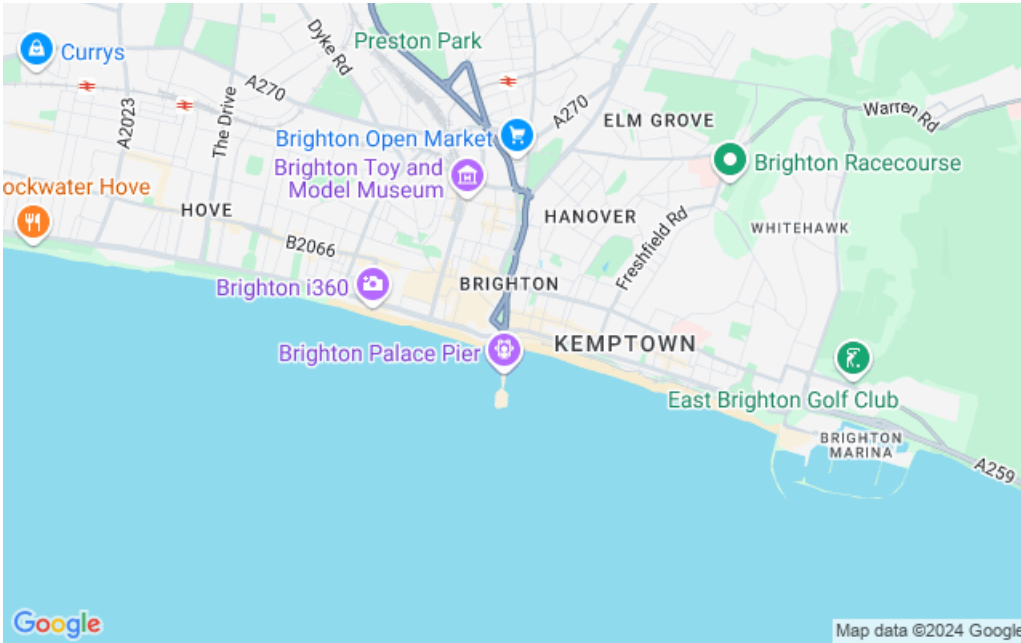 Preston Park
Dyke Rd
Currys
A270
A2023
The Drive
A270
Warren Rd
ELM GROVE
Brighton Open Market
Brighton Toy and
Model Museum
Brighton Racecourse
ockwater Hove
HOVE
HANOVER
Freshfield Rd
WHITEHAWK
B2066
Brighton i360
BRIGHTON
Brighton Palace Pier
KEMPTOWN
East Brighton Golf Club
BRIGHTON
MARINA
A259
Google
Map data ©2024 Google